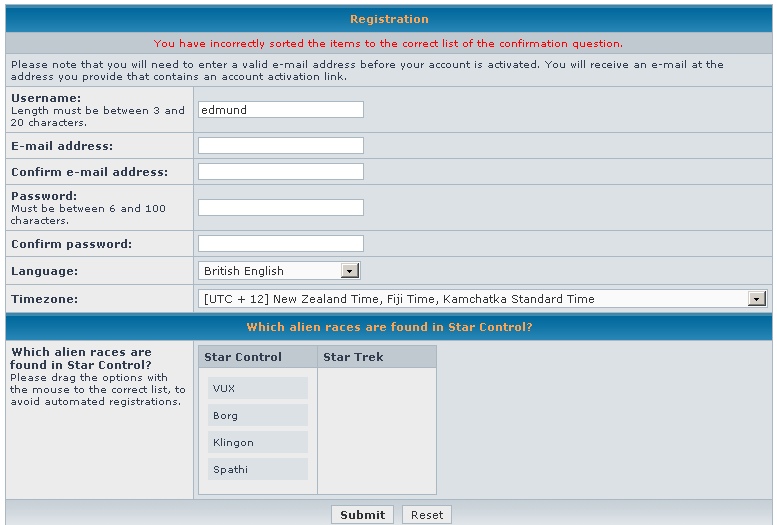 Registration
You have incorrectly sorted the items to the correct list of the confirmation question.
Please note that you will need to enter a valid e-mail address before your account is activated. You will receive an e-mail at the
address you provide that contains an account activation link.
Username:
Length must be between 3 and
20 characters.
edmund
E-mail address:
Confirm e-mail address:
Password:
Must be between 6 and 100
characters.
Confirm password:
Language:
British English
Timezone:
[UTC + 12] New Zealand Time, Fiji Time, Kamchatka Standard Time
Which alien races are found in Star Control?
Which alien races are
found in Star Control?
Please drag the options with
the mouse to the correct list, to
avoid automated registrations.
Star Control
Star Trek
VUX
Borg
Klingon
Spathi
Submit
Reset